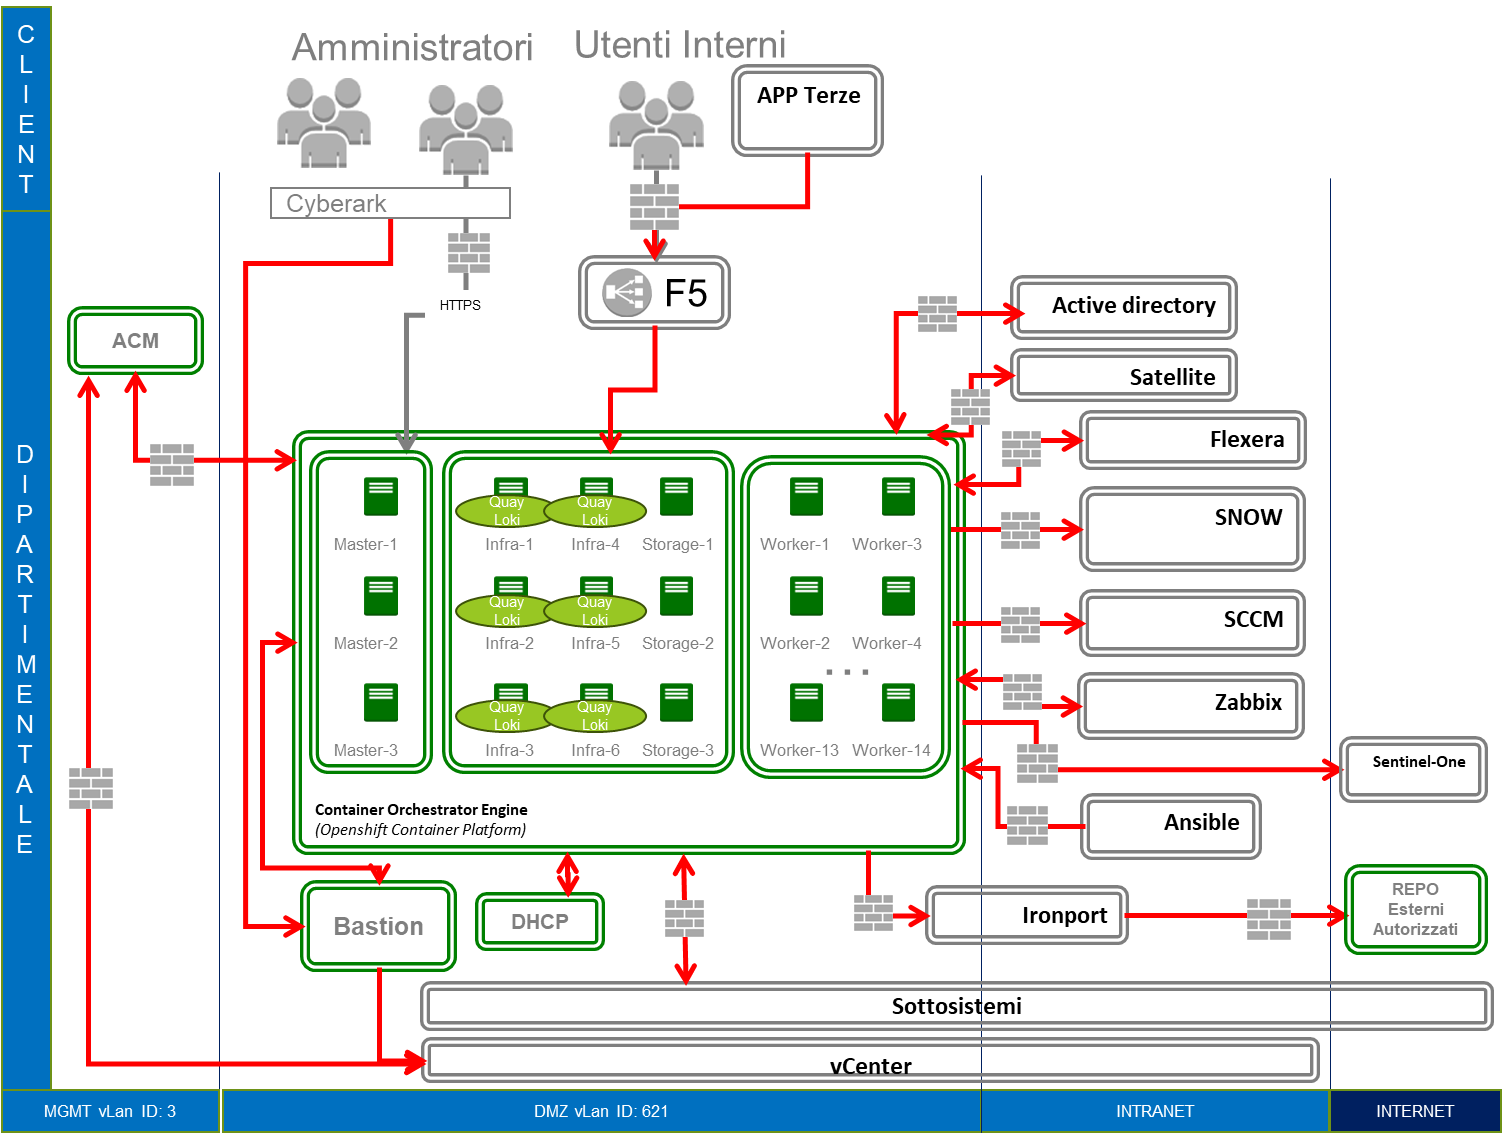 CLIENT
DIPARTIMENTALE
Amministratori
Utenti Interni
APP Terze
Cyberark
HTTPS
F5
ACM
Active directory
Satellite
Flexera
SNOW
SCCM
Zabbix
Sentinel-One
Ansible
Quay
Loki
Quay
Loki
Master-1
Infra-1
Infra-4
Storage-1
Worker-1
Worker-3
Quay
Loki
Quay
Loki
Master-2
Infra-2
Infra-5
Storage-2
Worker-2
Worker-4
...
Quay
Loki
Quay
Loki
Master-3
Infra-3
Infra-6
Storage-3
Worker-13
Worker-14
Container Orchestrator Engine
(Openshift Container Platform)
Bastion
DHCP
Ironport
REPO
Esterni
Autorizzati
Sottosistemi
vCenter
MGMT vLan ID: 3
DMZ vLan ID: 621
INTRANET
INTERNET